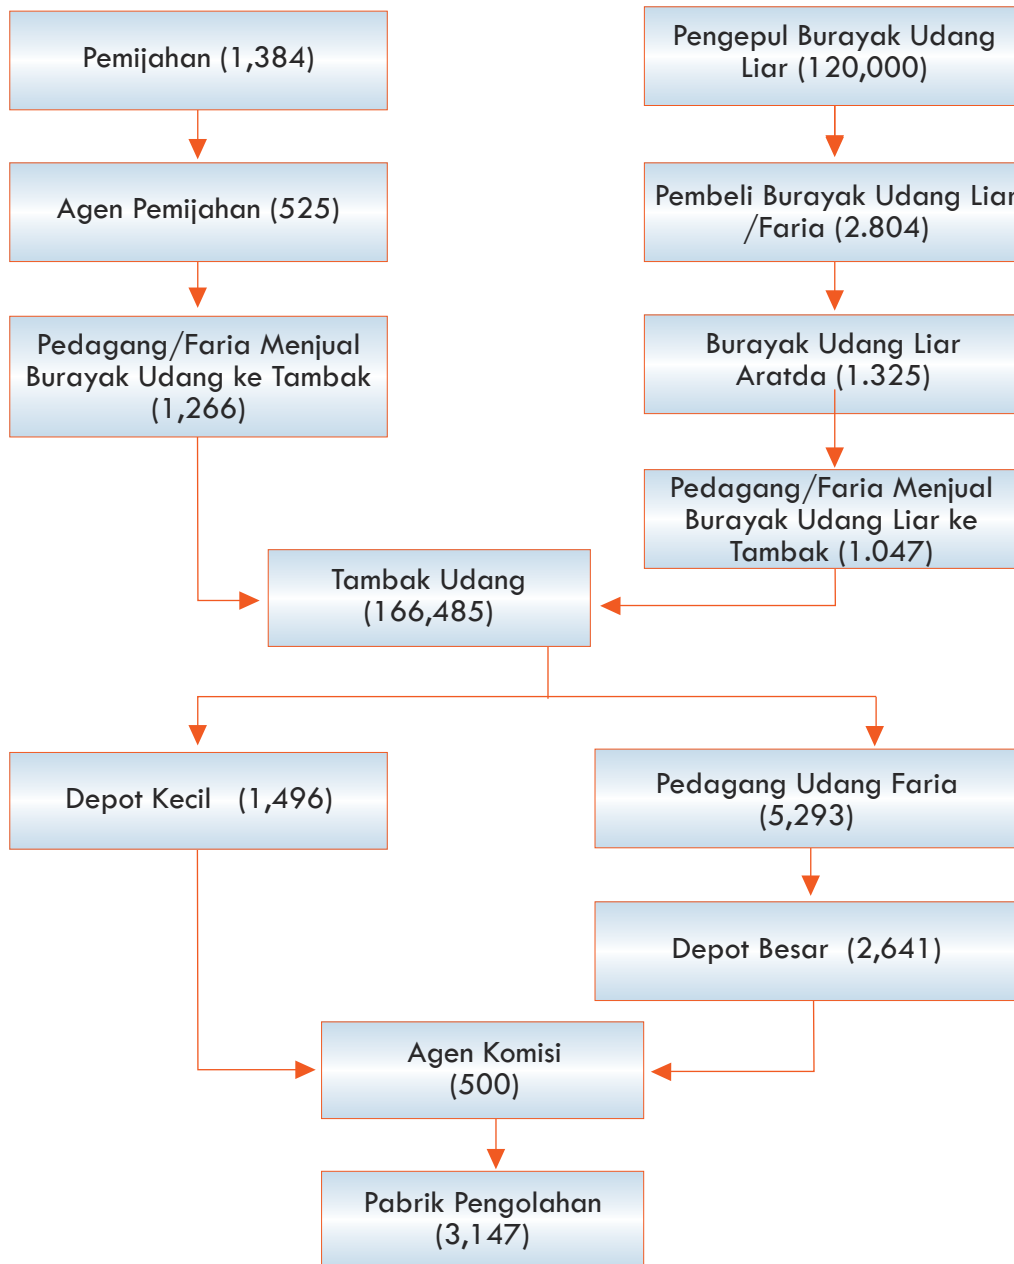 Pemijahan (1,384)
Pengepul Burayak Udang
Liar (120,000)
Agen Pemijahan (525)
Pembeli Burayak Udang Liar
/Faria (2.804)
Pedagang/Faria Menjual
Burayak Udang ke Tambak
(1,266)
Burayak Udang Liar
Aratda (1.325)
Pedagang/Faria Menjual
Burayak Udang Liar ke
Tambak (1.047)
Tambak Udang
(166,485)
Depot Kecil (1,496)
Pedagang Udang Faria
(5,293)
Depot Besar (2,641)
Agen Komisi
(500)
Pabrik Pengolahan
(3,147)